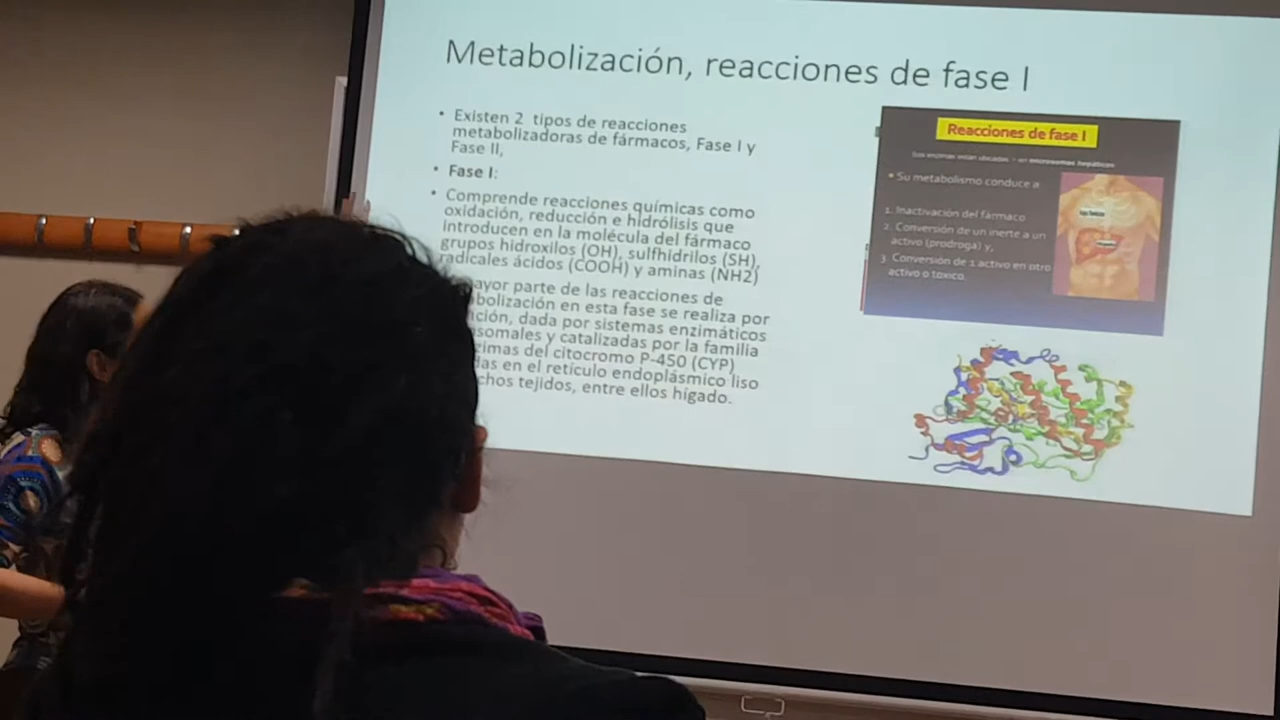 Metabolización, reacciones de fase I
• Existen 2 tipos de reacciones
metabolizadoras de fármacos, Fase I y
Fase II,
• Fase I:
• Comprende reacciones químicas como
oxidación, reducción e hidrólisis que
introducen en la molécula del fármaco
grupos hidroxilos (OH), sulfhidrilos (SH),
radicales ácidos (COOH) y aminas (NH2)
ayor parte de las reacciones de
bolización en esta fase se realiza por
ción, dada por sistemas enzimáticos
somales y catalizadas por la familia
zimas del citocromo P-450 (CYP)
das en el retículo endoplásmico liso
chos tejidos, entre ellos hígado.
Reacciones de fase I
en microsomas hepáticos
• Su metabolismo conduce a
1. Inactivación del fármaco
2. Conversión de un inerte a un
activo (prodroga) y,
3. Conversión de 1 activo en otro
activo o toxico.